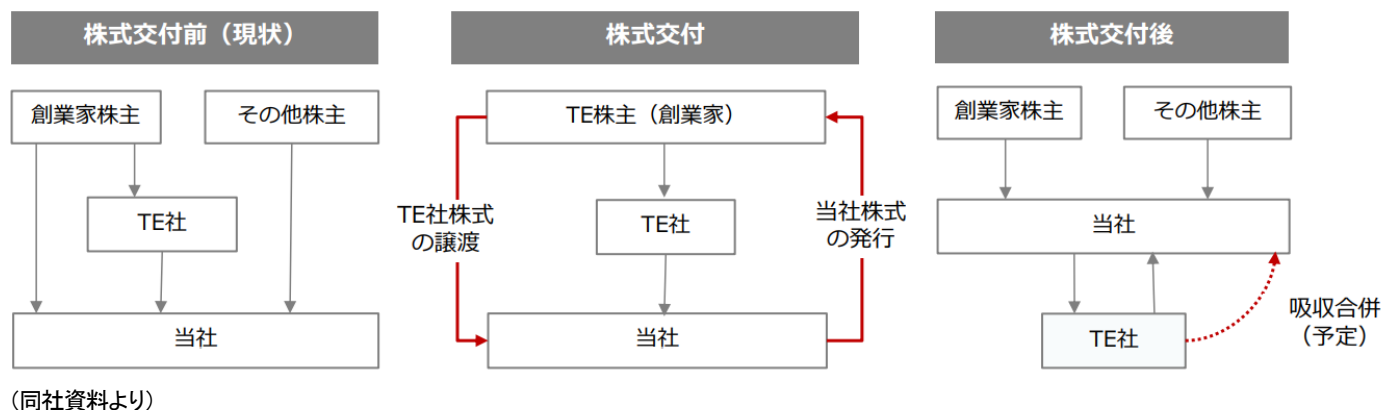 株式交付前（現状）
創業家株主
その他株主
TE社
当社
株式交付
TE株主（創業家）
TE社株式
の譲渡
TE社
当社株式
の発行
当社
株式交付後
創業家株主
その他株主
当社
TE社
吸収合併
（予定）
（同社資料より）